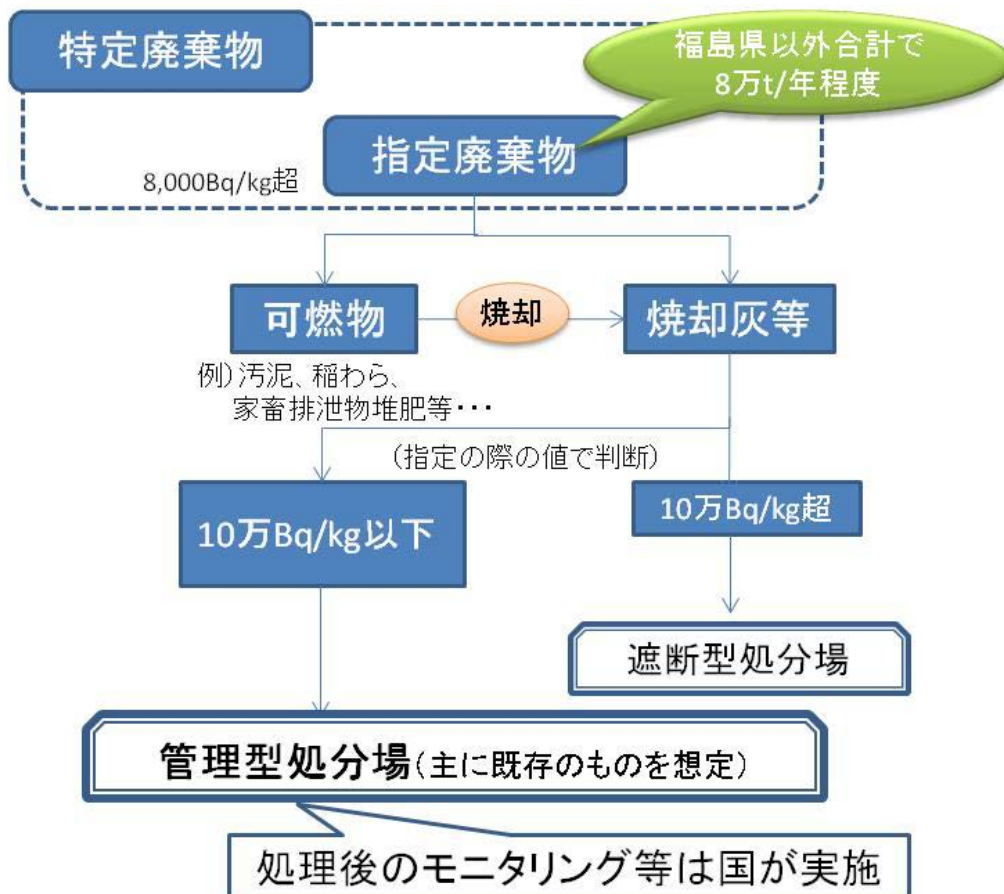 特定廃棄物
福島県以外合計で
8万t/年程度
指定廃棄物
8,000Bq/kg超
可燃物
焼却
焼却灰等
例)汚泥、稲わら、
家畜排泄物堆肥等・・・
(指定の際の値で判断)
10万Bq/kg以下
10万Bq/kg超
遮断型処分場
管理型処分場(主に既存のものを想定)
処理後のモニタリング等は国が実施